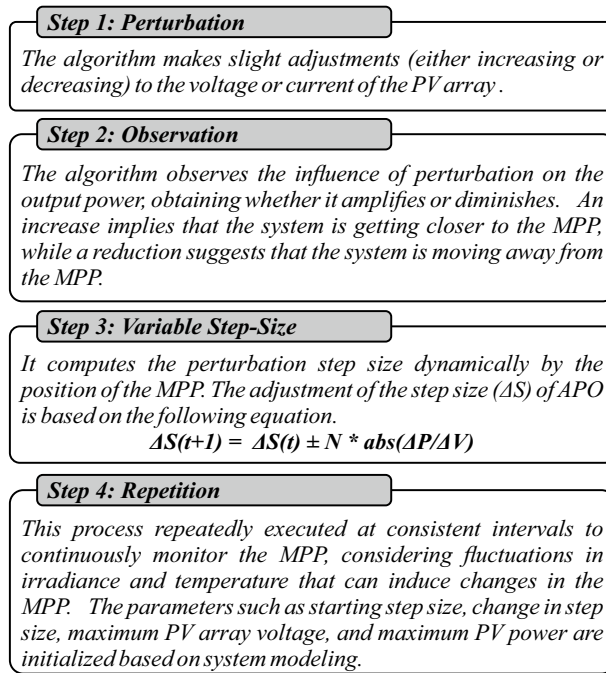 Step 1: Perturbation
The algorithm makes slight adjustments (either increasing or
decreasing) to the voltage or current of the PV array .
Step 2: Observation
The algorithm observes the influence of perturbation on the
output power, obtaining whether it amplifies or diminishes. An
increase implies that the system is getting closer to the MPP,
while a reduction suggests that the system is moving away from
the MPP.
Step 3: Variable Step-Size
It computes the perturbation step size dynamically by the
position of the MPP. The adjustment of the step size (ΔS) of APO
is based on the following equation.
ΔS(t+1) = ΔS(t) ± N * abs(ΔP/ΔV)
Step 4: Repetition
This process repeatedly executed at consistent intervals to
continuously monitor the MPP, considering fluctuations in
irradiance and temperature that can induce changes in the
MPP. The parameters such as starting step size, change in step
size, maximum PV array voltage, and maximum PV power are
initialized based on system modeling.